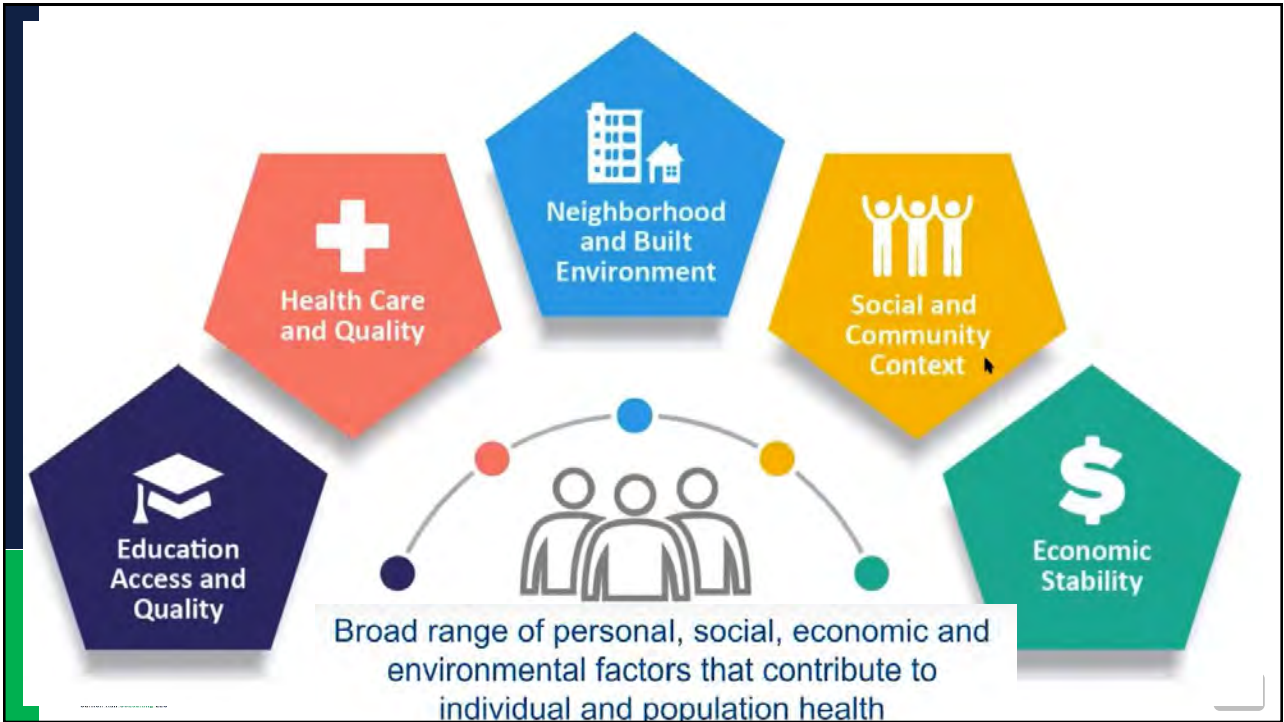 Neighborhood
and Built
Environment
Health Care
and Quality
Social and
Community
Context
Education
Access and
Quality
$
Economic
Stability
Broad range of personal, social, economic and
environmental factors that contribute to
individual and population health